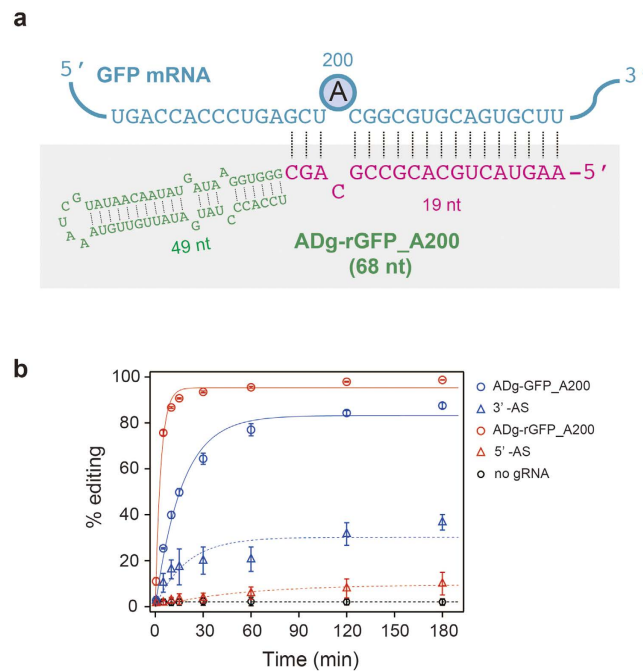 a
200
5' GFP mRNA A 3
UGACCACCCUGAGCU CGGCGUGCAGUGCUU
CGA C GCCGCACGUCAUGAA–5'
GC UAUAACAAUAU G AUA A GGUGGG
U A A AUGUUGUUAUA G UAU C CCACCU
19 nt
49 nt
ADg-rGFP_A200
(68 nt)
b
% editing
100
80
60
40
20
0
0 30 60 90 120 150 180
Time (min)
ADg-GFP_A200
3'-AS
ADg-rGFP_A200
5'-AS
no gRNA